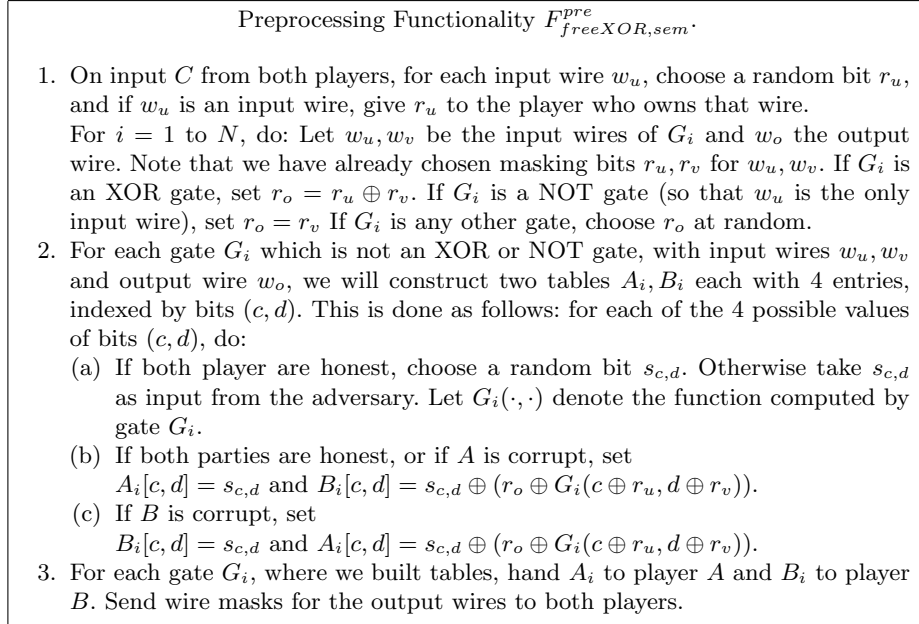 Preprocessing Functionality $F^{pre}_{freeXOR,sem}$.
1. On input $C$ from both players, for each input wire $w_u$, choose a random bit $r_u$,
and if $w_u$ is an input wire, give $r_u$ to the player who owns that wire.
For $i = 1$ to $N$, do: Let $w_u, w_v$ be the input wires of $G_i$ and $w_o$ the output
wire. Note that we have already chosen masking bits $r_u, r_v$ for $w_u, w_v$. If $G_i$ is
an XOR gate, set $r_o = r_u \oplus r_v$. If $G_i$ is a NOT gate (so that $w_u$ is the only
input wire), set $r_o = r_v$ If $G_i$ is any other gate, choose $r_o$ at random.
2. For each gate $G_i$ which is not an XOR or NOT gate, with input wires $w_u, w_v$
and output wire $w_o$, we will construct two tables $A_i, B_i$ each with 4 entries,
indexed by bits $(c, d)$. This is done as follows: for each of the 4 possible values
of bits $(c, d)$, do:
(a) If both player are honest, choose a random bit $s_{c,d}$. Otherwise take $s_{c,d}$
as input from the adversary. Let $G_i(\cdot, \cdot)$ denote the function computed by
gate $G_i$.
(b) If both parties are honest, or if $A$ is corrupt, set
$A_i[c, d] = s_{c,d}$ and $B_i[c, d] = s_{c,d} \oplus (r_o \oplus G_i(c \oplus r_u, d \oplus r_v))$.
(c) If $B$ is corrupt, set
$B_i[c, d] = s_{c,d}$ and $A_i[c, d] = s_{c,d} \oplus (r_o \oplus G_i(c \oplus r_u, d \oplus r_v))$.
3. For each gate $G_i$, where we built tables, hand $A_i$ to player $A$ and $B_i$ to player
$B$. Send wire masks for the output wires to both players.